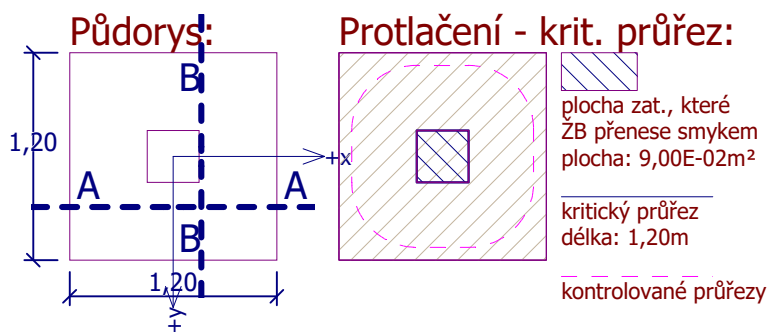 Půdorys:
B
1,20
+x
A
A
B
1,20
+y
Protlačení - krit. průřez:
plocha zat., které
ŽB přenese smykem
plocha: 9,00E-02m²
kritický průřez
délka: 1,20m
kontrolované průřezy